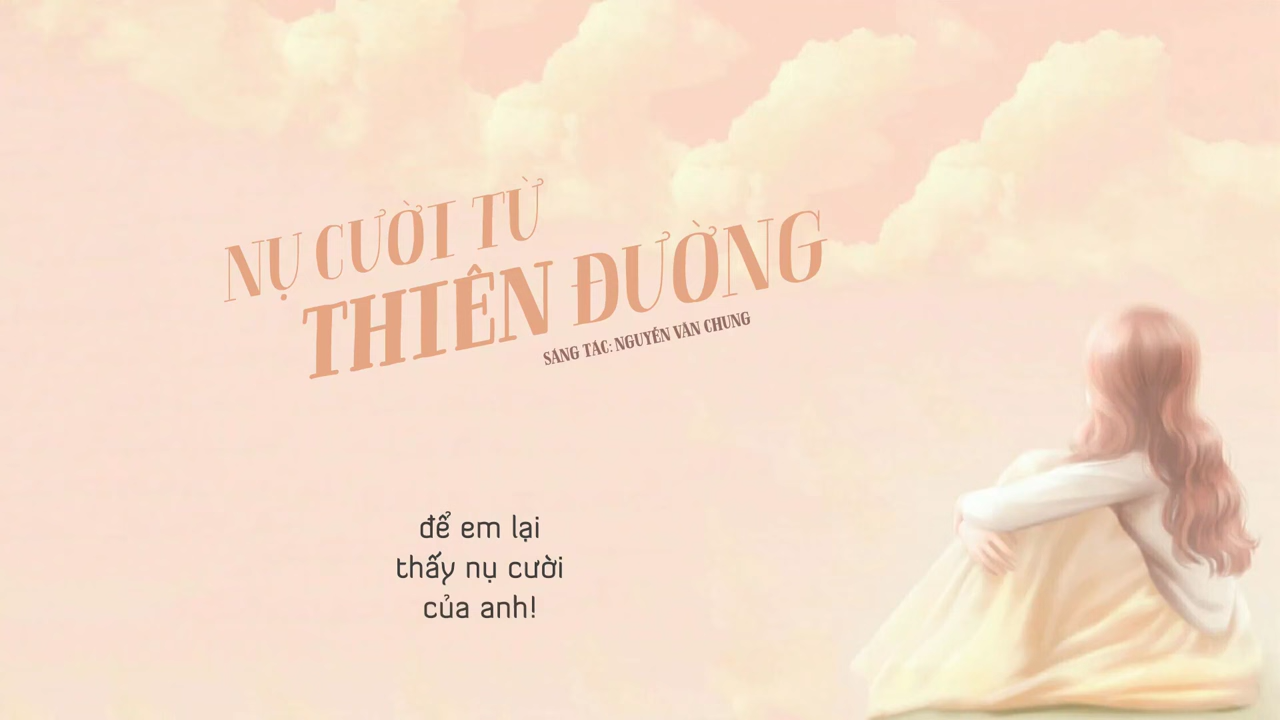 NỤ CƯỜI TỪ
THIÊN ĐƯỜNG
SÁNG TÁC: NGUYỄN VĂN CHUNG
để em lại
thấy nụ cười
của anh!